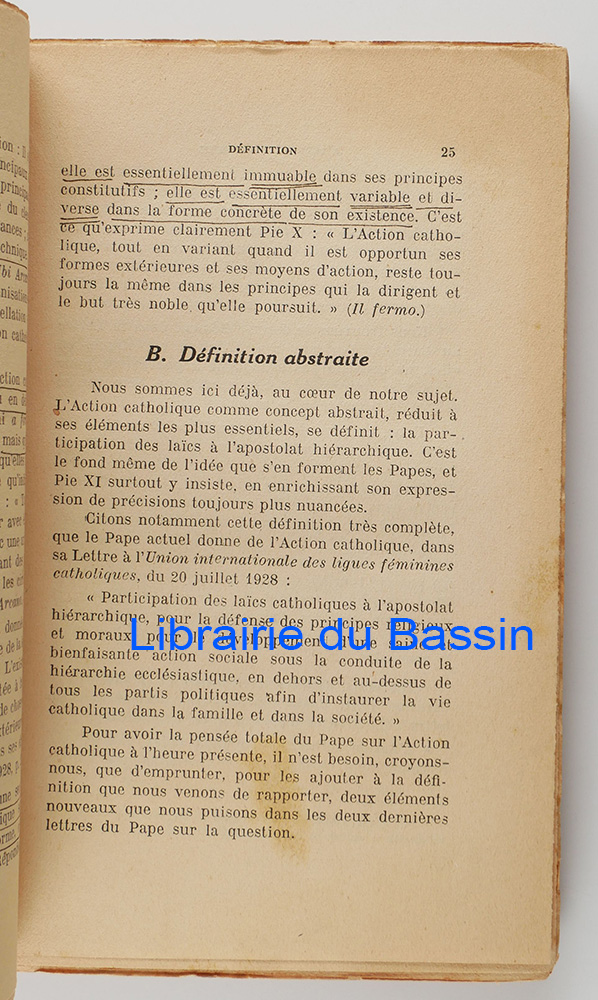 DÉFINITION 25
elle est essentiellement immuable dans ses principes
constitutifs ; elle est essentiellement variable et di-
verse dans la forme concrète de son existence. C'est
ce qu'exprime clairement Pie X : « L'Action catho-
lique, tout en variant quand il est opportun ses
formes extérieures et ses moyens d'action, reste tou-
jours la même dans les principes qui la dirigent et
le but très noble qu'elle poursuit. » (Il fermo.)
B. Définition abstraite
Nous sommes ici déjà, au cœur de notre sujet.
L'Action catholique comme concept abstrait, réduit à
ses éléments les plus essentiels, se définit : la par-
ticipation des laïcs à l'apostolat hiérarchique. C'est
le fond même de l'idée que s'en forment les Papes, et
Pie XI surtout y insiste, en enrichissant son expres-
sion de précisions toujours plus nuancées.
Citons notamment cette définition très complète,
que le Pape actuel donne de l'Action catholique, dans
sa Lettre à l'Union internationale des ligues féminines
catholiques, du 20 juillet 1928 :
« Participation des laïcs catholiques à l'apostolat
hiérarchique, pour la défense des principes religieux
et moraux, pour le développement d'une saine et
bienfaisante action sociale sous la conduite de la
hiérarchie ecclésiastique, en dehors et au-dessus de
tous les partis politiques afin d'instaurer la vie
catholique dans la famille et dans la société. »
Pour avoir la pensée totale du Pape sur l'Action
catholique à l'heure présente, il n'est besoin, croyons-
nous, que d'emprunter, pour les ajouter à la défi-
nition que nous venons de rapporter, deux éléments
nouveaux que nous puisons dans les deux dernières
lettres du Pape sur la question.
Librairie du Bassin